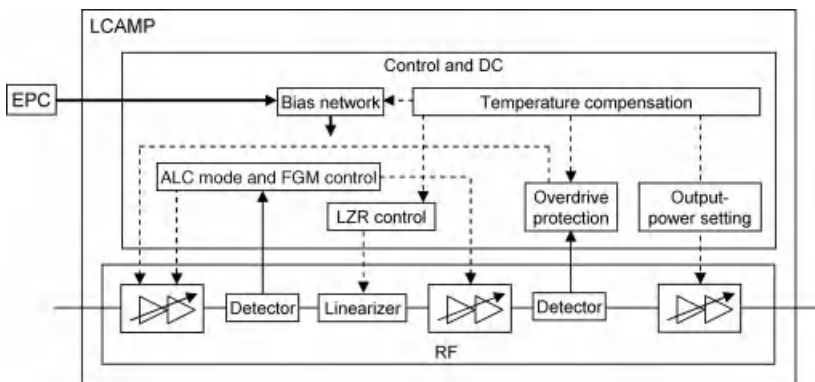 LCAMP
Control and DC
EPC
Bias network
Temperature compensation
ALC mode and FGM control
LZR control
Overdrive
protection
Output-
power setting
Detector
Linearizer
Detector
RF